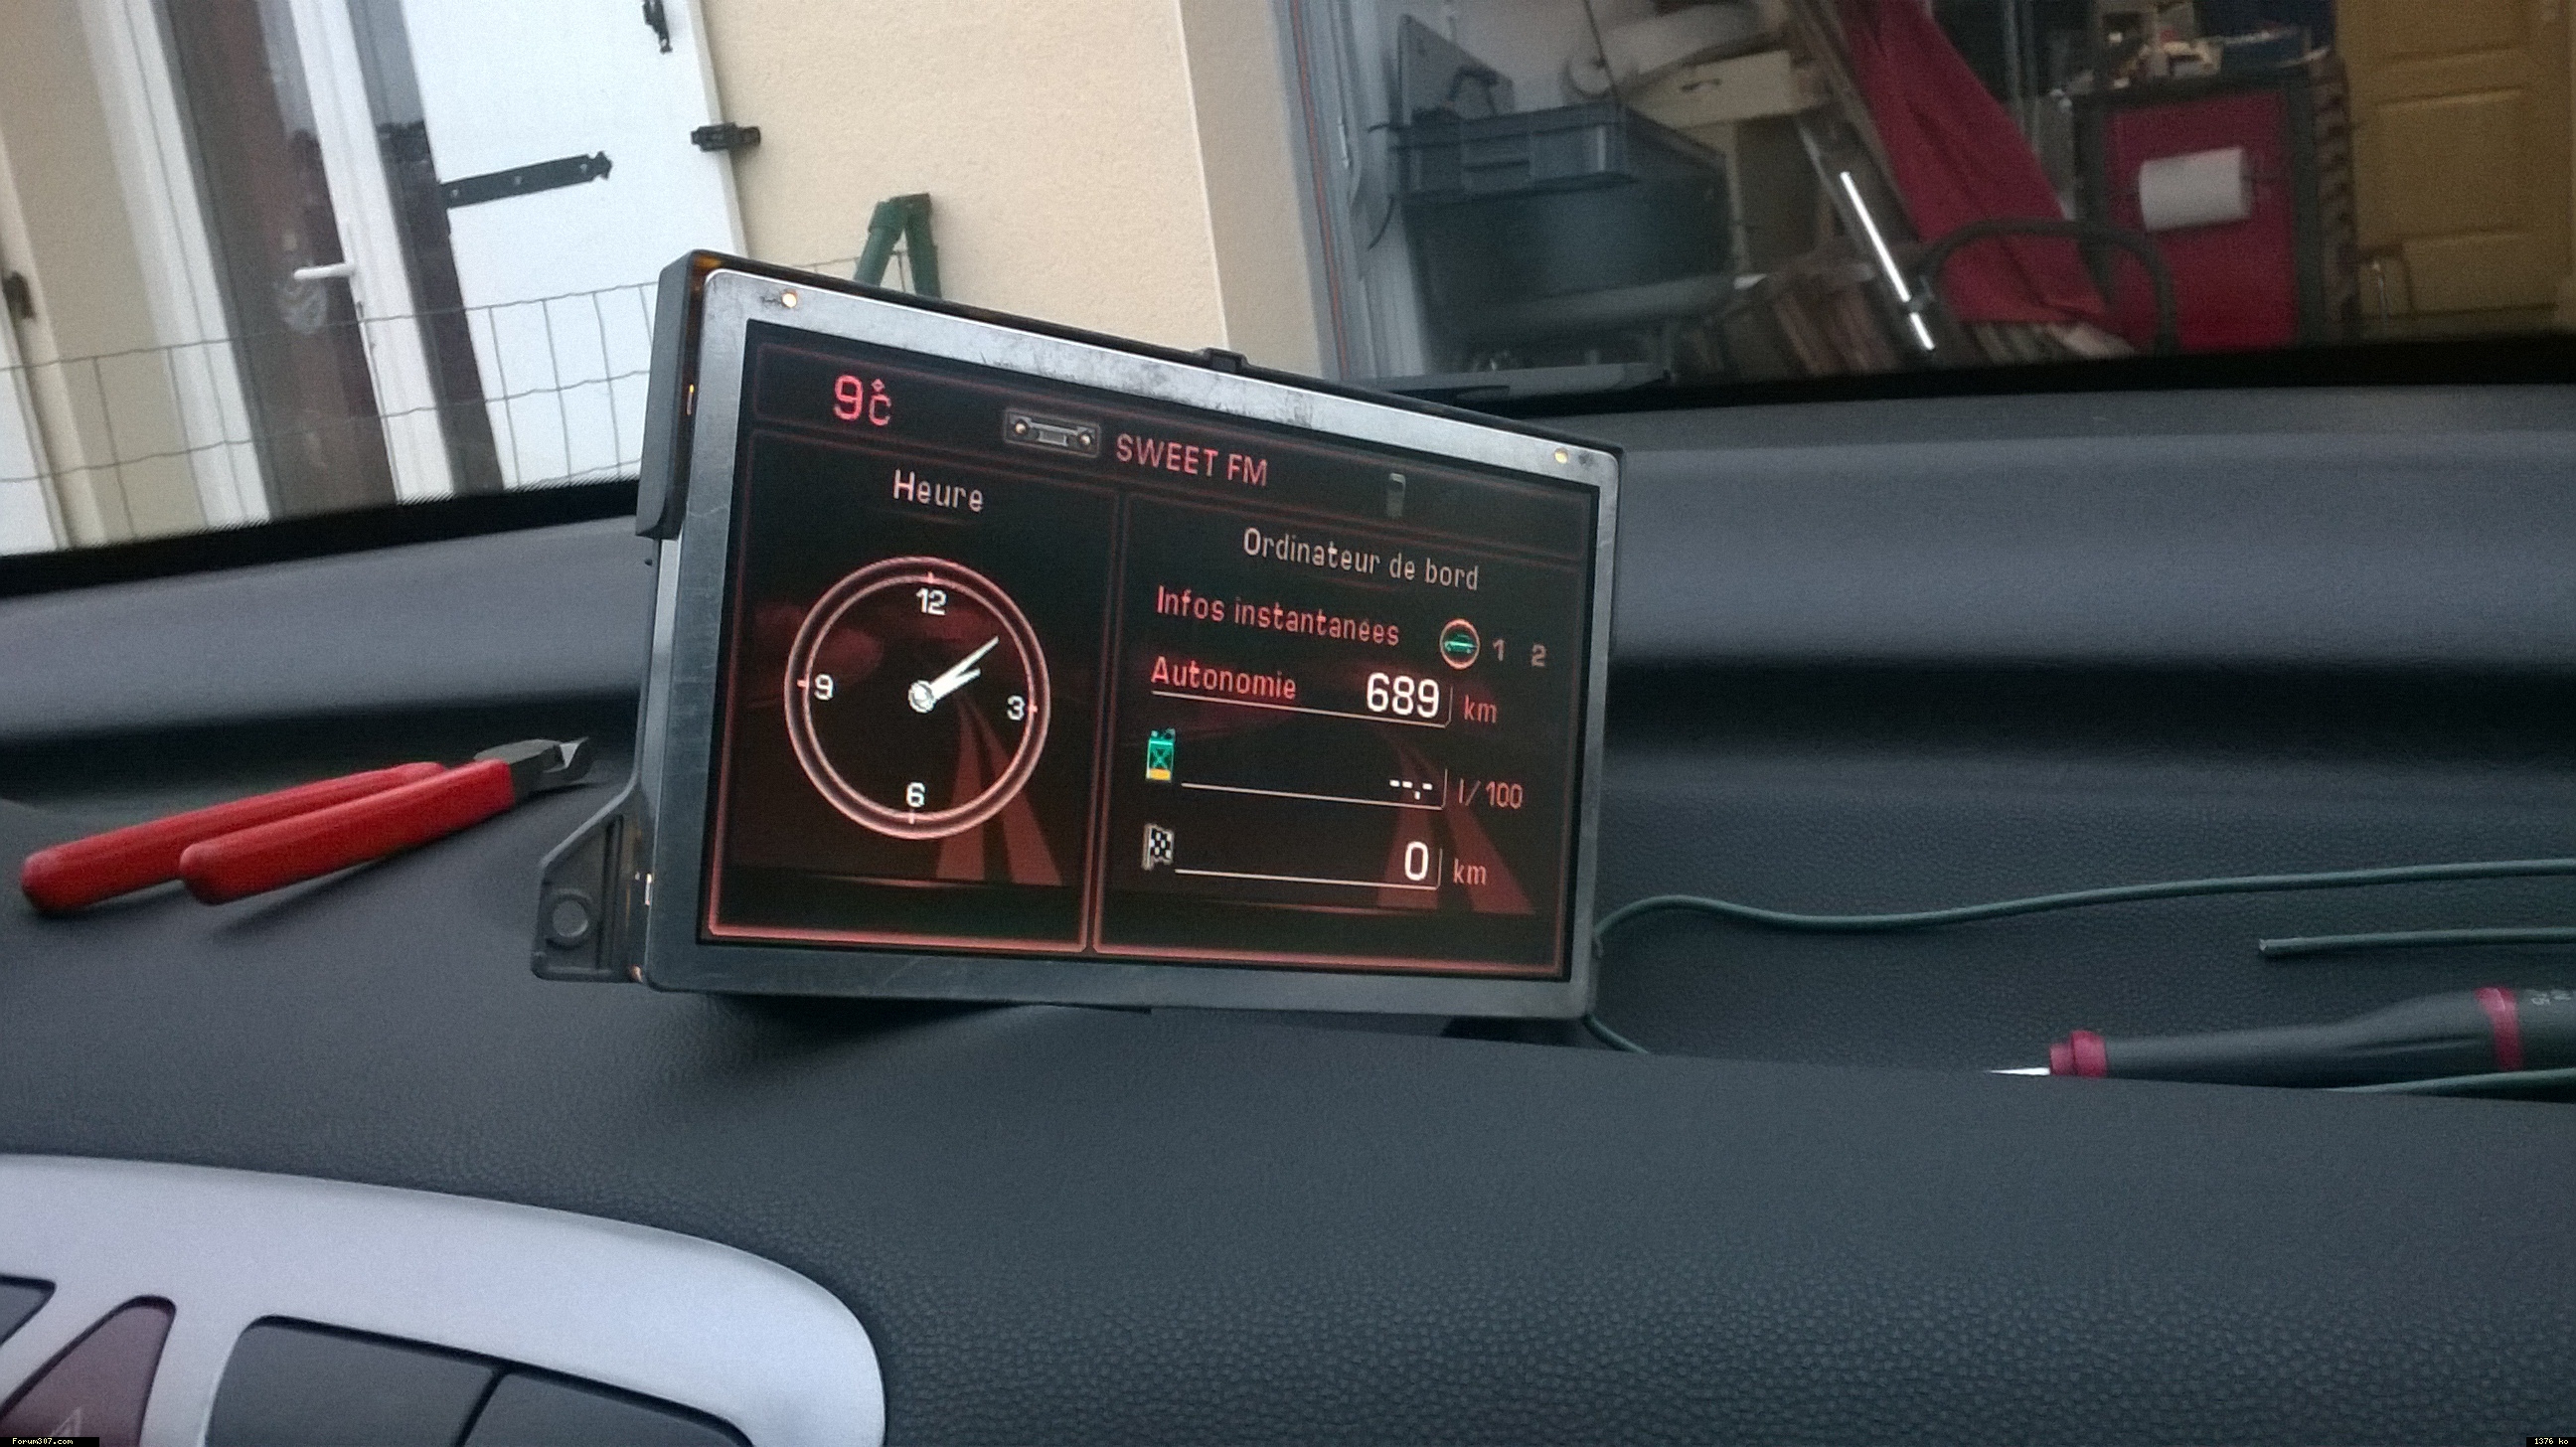 9°C
SWEET FM
Heure
12
9
3
6
Ordinateur de bord
Infos instantanées
1 2
Autonomie 689 km
--.- l/100
0 km
Forum307.com
1376 ko